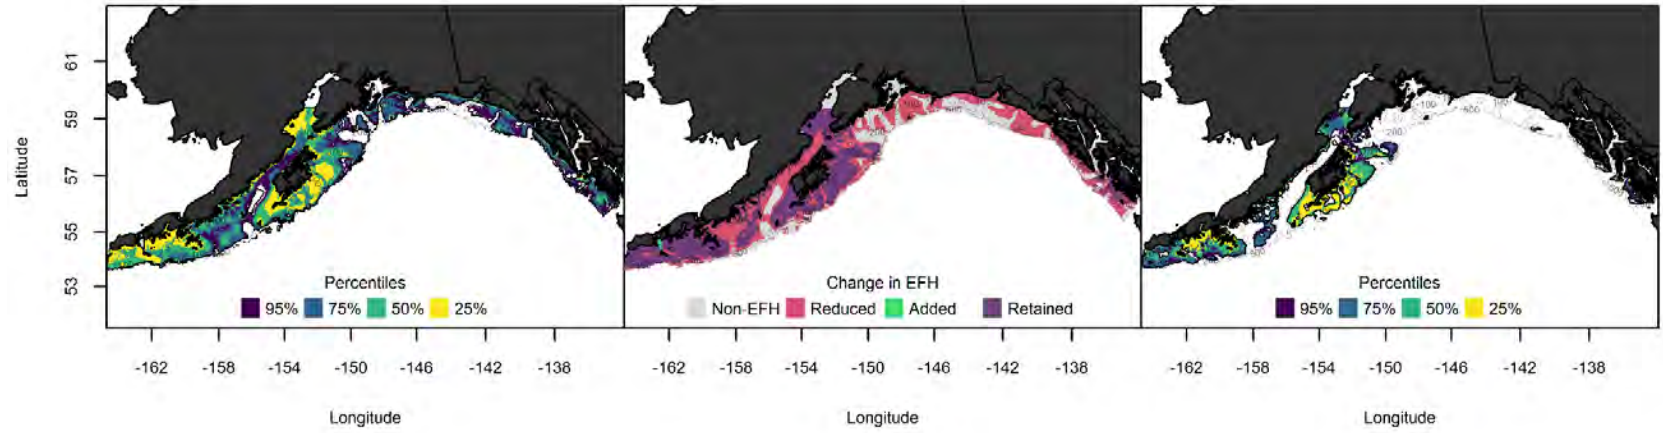 Latitude
61
59
57
55
53
Percentiles
95% 75% 50% 25%
-162 -158 -154 -150 -146 -142 -138
Longitude
Change in EFH
Non-EFH Reduced Added Retained
-162 -158 -154 -150 -146 -142 -138
Longitude
Percentiles
95% 75% 50% 25%
-162 -158 -154 -150 -146 -142 -138
Longitude